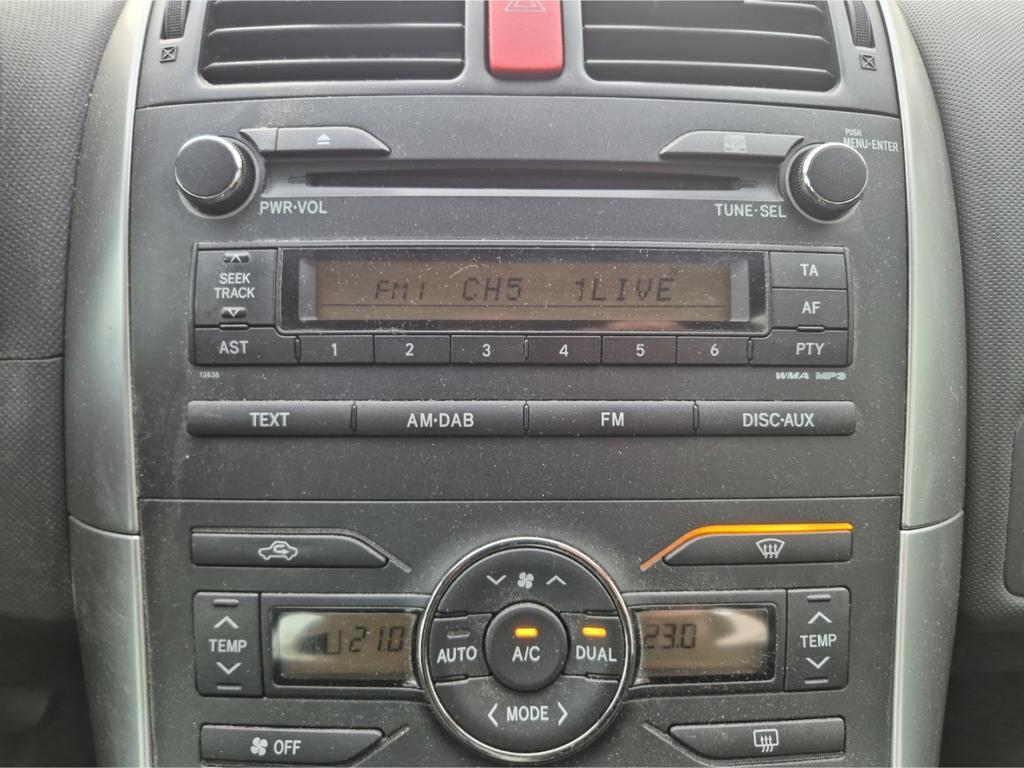 PUSH
MENU·ENTER
PWR·VOL
TUNE·SEL
SEEK
TRACK
FM1 CH5 1LIVE
TA
AF
AST 1 2 3 4 5 6 PTY
13838
WMA MP3
TEXT AM·DAB FM DISC·AUX
TEMP 21.0 AUTO A/C DUAL 23.0 TEMP
MODE
OFF